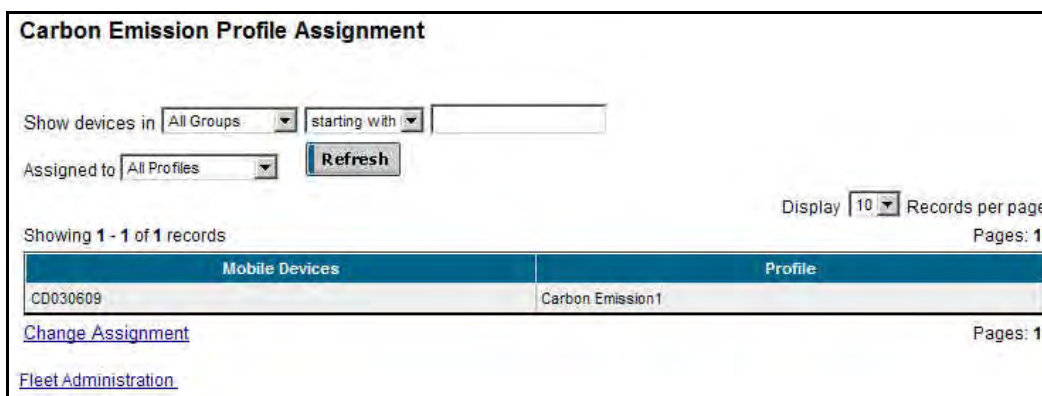 Carbon Emission Profile Assignment
Show devices in All Groups starting with
Assigned to All Profiles Refresh
Display 10 Records per page
Showing 1 - 1 of 1 records Pages: 1
Mobile Devices Profile
CD030609 Carbon Emission1
Change Assignment Pages: 1
Fleet Administration